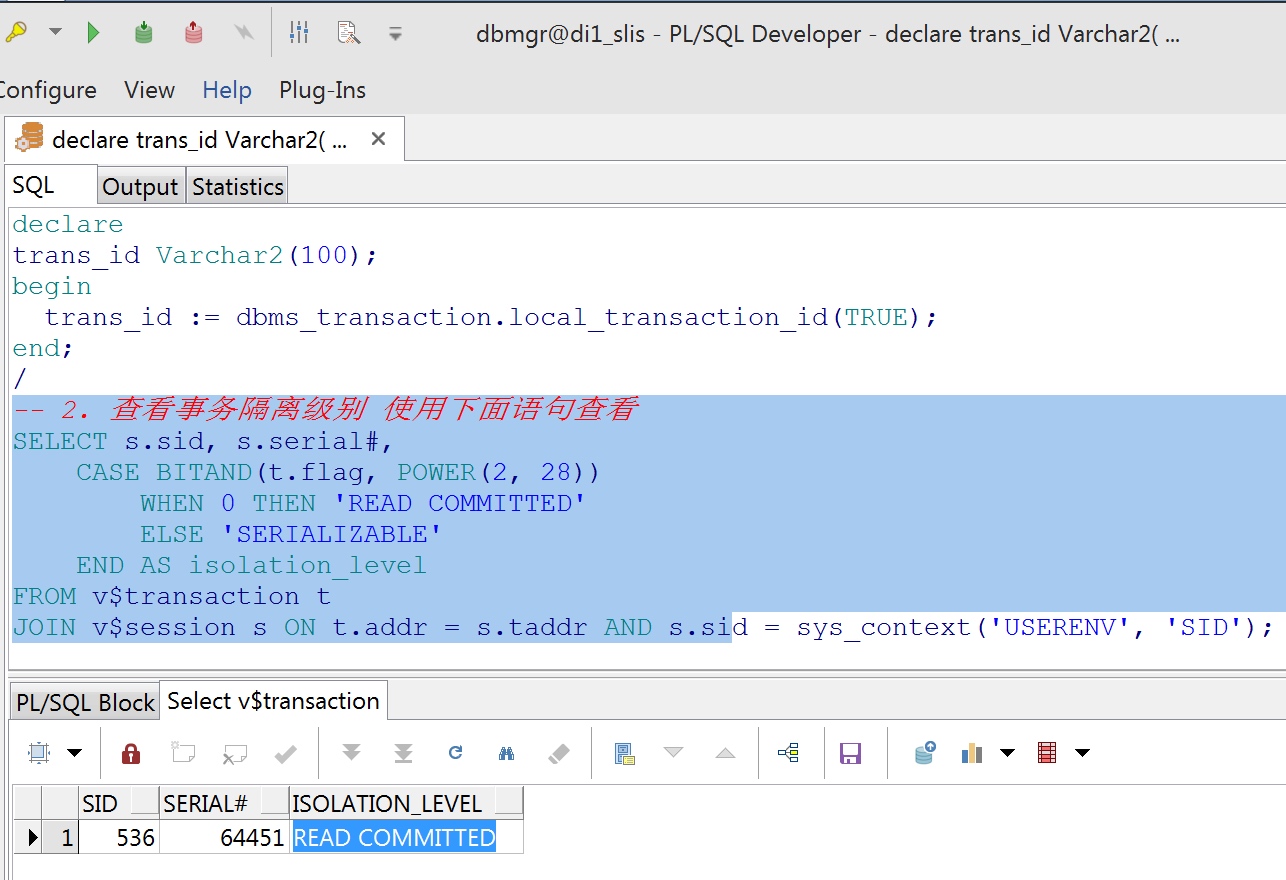 dbmgr@di1_slis - PL/SQL Developer - declare trans_id Varchar2( ...
Configure View Help Plug-Ins
declare trans_id Varchar2( ...
SQL Output Statistics
declare
trans_id Varchar2(100);
begin
  trans_id := dbms_transaction.local_transaction_id(TRUE);
end;
/
-- 2. 查看事务隔离级别 使用下面语句查看
SELECT s.sid, s.serial#,
    CASE BITAND(t.flag, POWER(2, 28))
        WHEN 0 THEN 'READ COMMITTED'
        ELSE 'SERIALIZABLE'
    END AS isolation_level
FROM v$transaction t
JOIN v$session s ON t.addr = s.taddr AND s.sid = sys_context('USERENV', 'SID');
PL/SQL Block Select v$transaction
SID SERIAL# ISOLATION_LEVEL
1 536 64451 READ COMMITTED